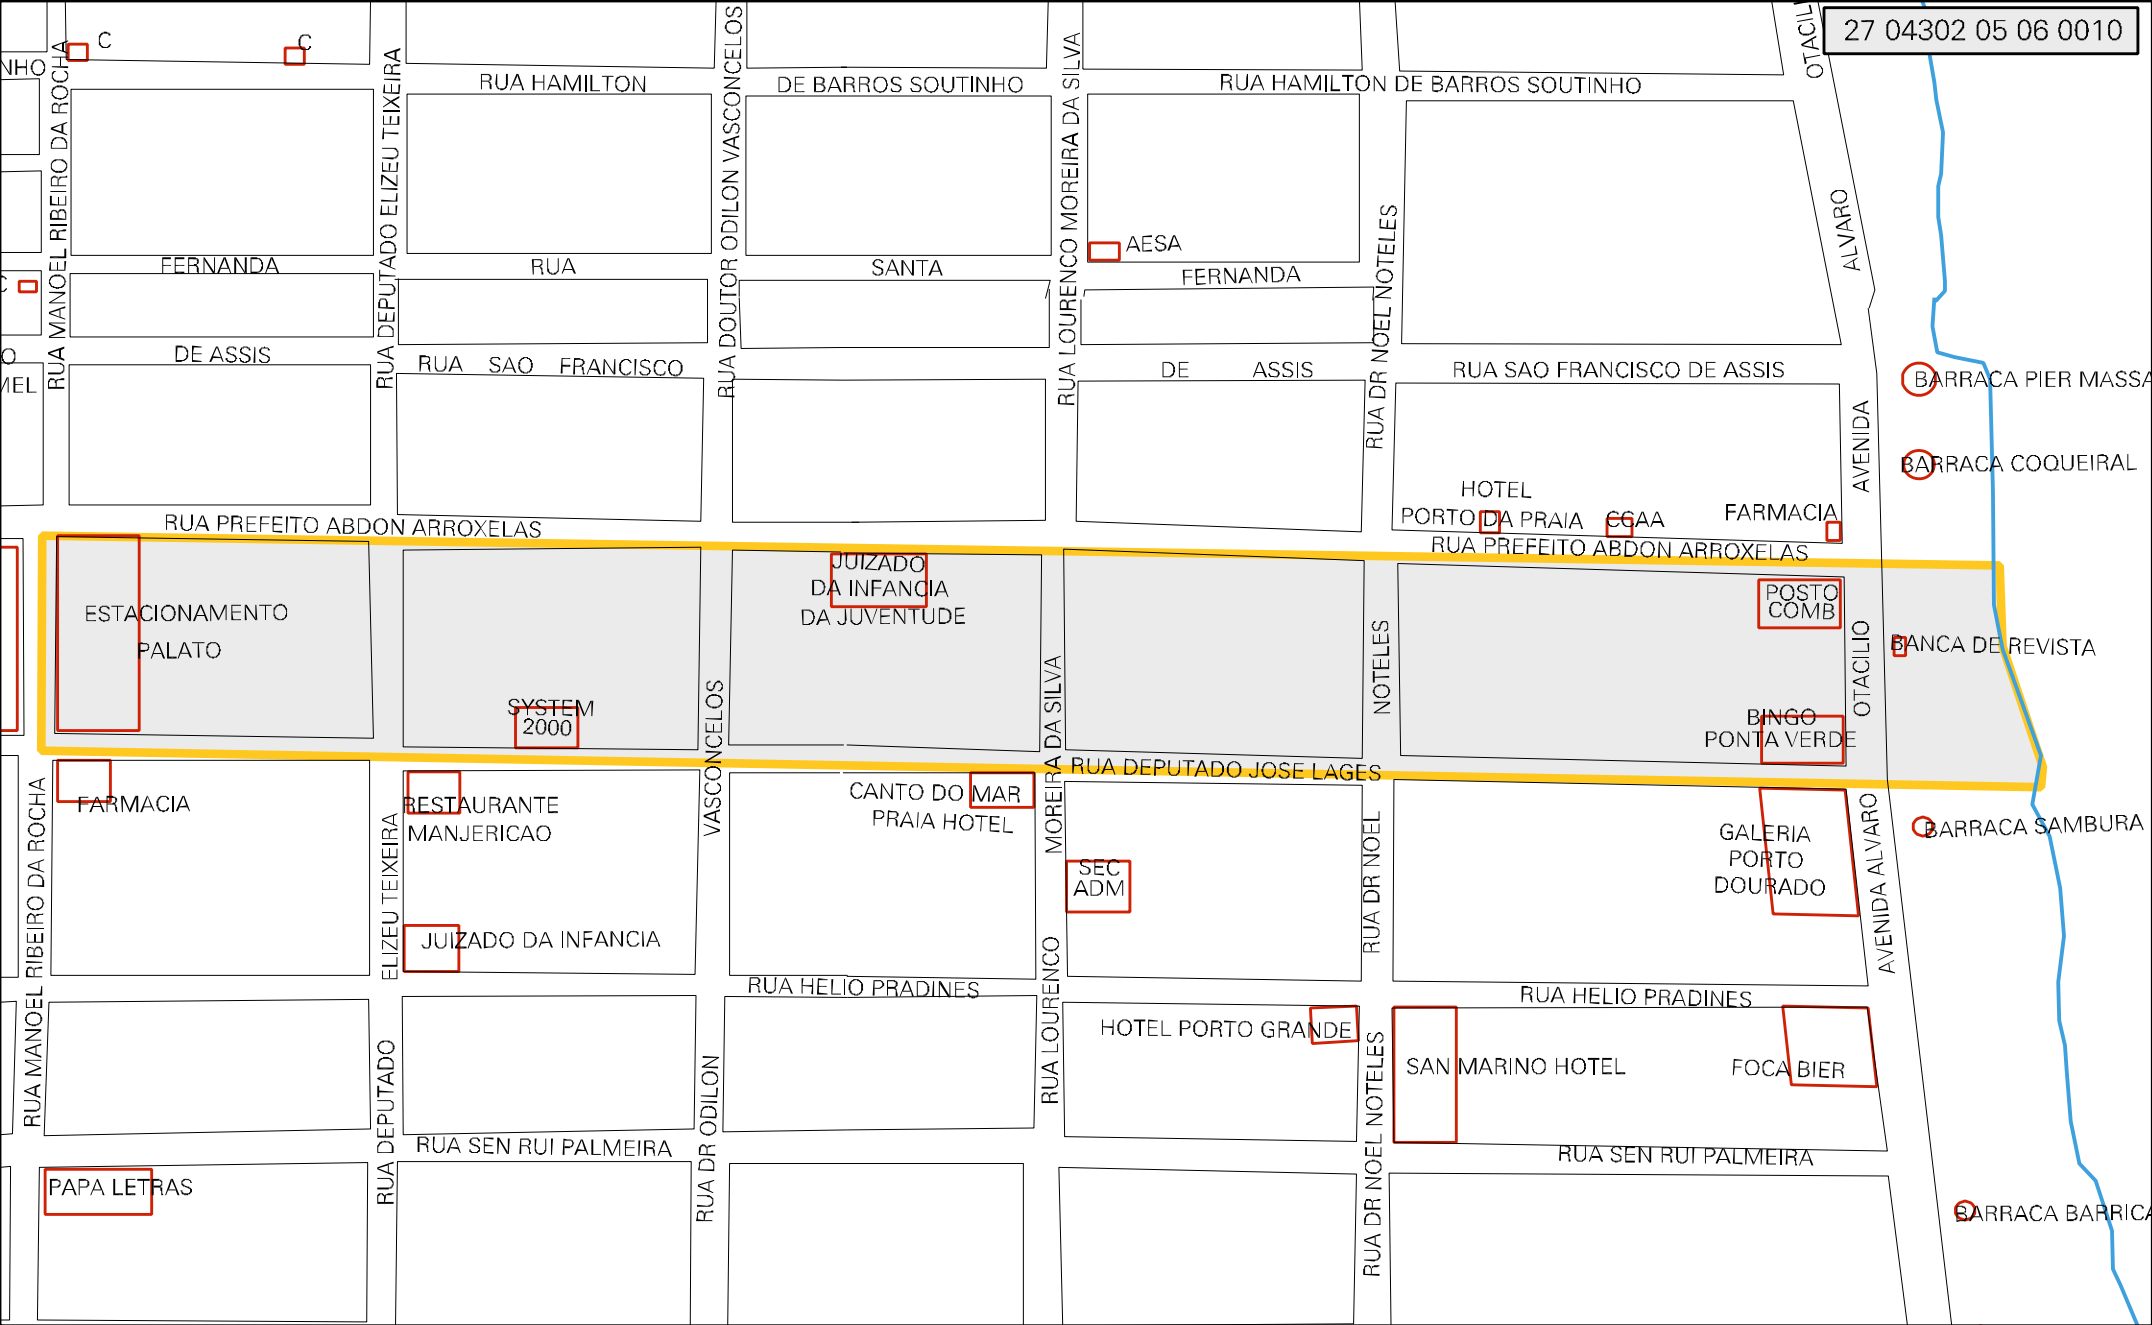 27 04302 05 06 0010
C
C
NHO
RUA HAMILTON
DE BARROS SOUTINHO
RUA HAMILTON DE BARROS SOUTINHO
RUA MANOEL RIBEIRO DA ROCHA
RUA DEPUTADO ELIZEU TEIXEIRA
RUA DOUTOR ODILON VASCONCELOS
RUA LOURENCO MOREIRA DA SILVA
RUA DR NOEL NOTELES
ALVARO
AESA
FERNANDA
RUA
SANTA
FERNANDA
C
O
MEL
DE ASSIS
RUA SAO FRANCISCO
DE ASSIS
RUA SAO FRANCISCO DE ASSIS
BARRACA PIER MASSA
AVENIDA
BARRACA COQUEIRAL
HOTEL
PORTO DA PRAIA
CCAA
FARMACIA
RUA PREFEITO ABDON ARROXELAS
RUA PREFEITO ABDON ARROXELAS
JUIZADO
DA INFANCIA
DA JUVENTUDE
POSTO
COMB
ESTACIONAMENTO
PALATO
NOTELES
OTACILIO
BANCA DE REVISTA
SYSTEM
2000
VASCONCELOS
MOREIRA DA SILVA
BINGO
PONTA VERDE
RUA DEPUTADO JOSE LAGES
FARMACIA
RESTAURANTE
MANJERICAO
CANTO DO MAR
PRAIA HOTEL
GALERIA
PORTO
DOURADO
BARRACA SAMBURA
RUA MANOEL RIBEIRO DA ROCHA
ELIZEU TEIXEIRA
SEC
ADM
RUA DR NOEL
AVENIDA ALVARO
JUIZADO DA INFANCIA
RUA HELIO PRADINES
RUA HELIO PRADINES
RUA LOURENCO
HOTEL PORTO GRANDE
SAN MARINO HOTEL
FOCA BIER
RUA DEPUTADO
RUA DR ODILON
RUA DR NOEL NOTELES
RUA SEN RUI PALMEIRA
RUA SEN RUI PALMEIRA
PAPA LETRAS
BARRACA BARRICA